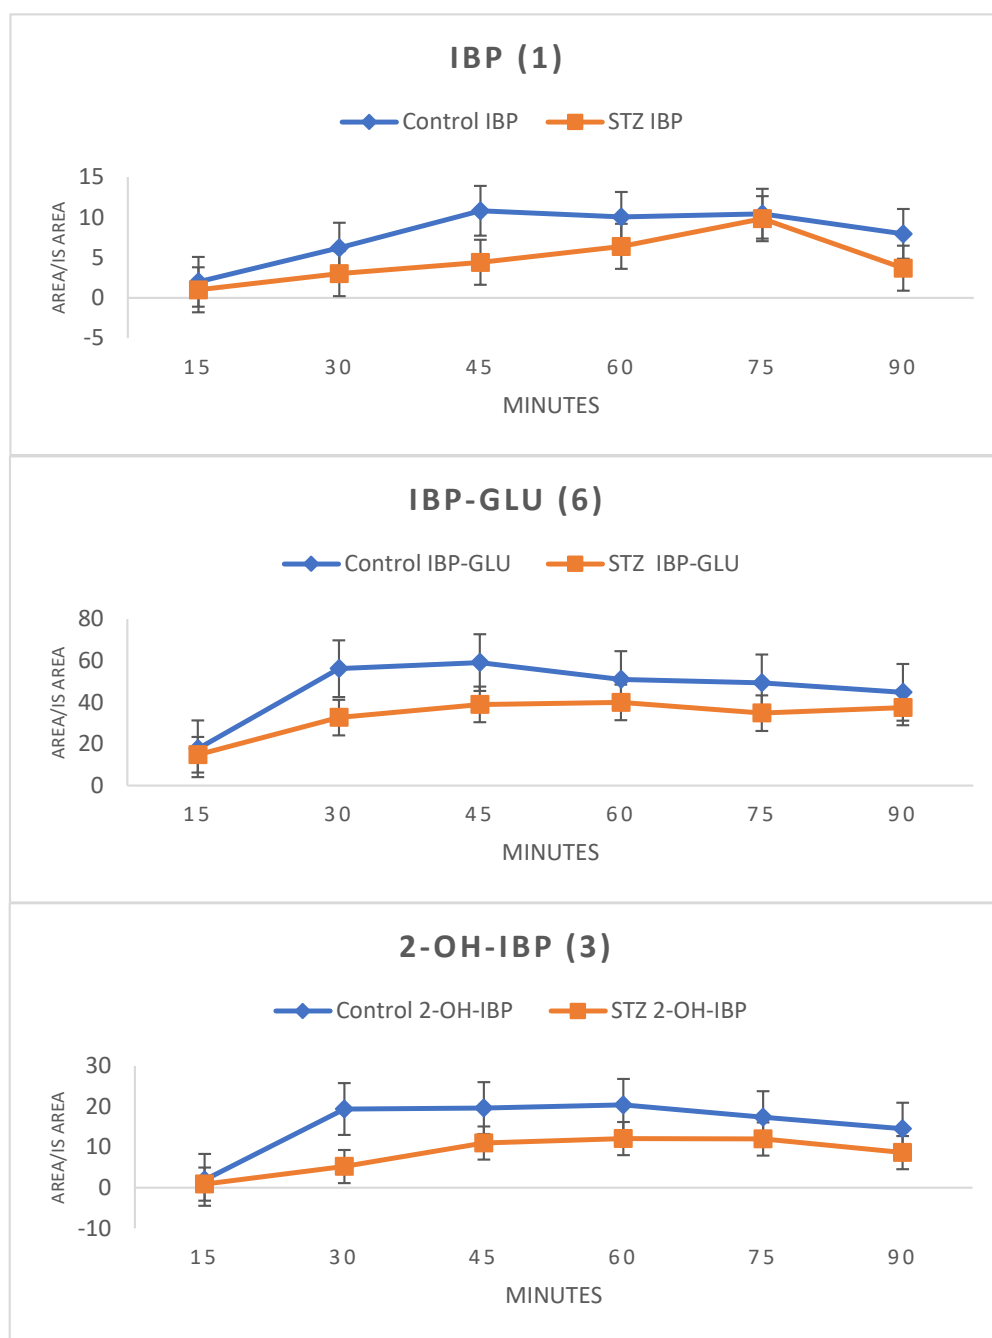 IBP (1)
Control IBP STZ IBP
15
10
5
0
-5
AREA/IS AREA
15 30 45 60 75 90
MINUTES
IBP-GLU (6)
Control IBP-GLU STZ IBP-GLU
80
60
40
20
0
AREA/IS AREA
15 30 45 60 75 90
MINUTES
2-OH-IBP (3)
Control 2-OH-IBP STZ 2-OH-IBP
30
20
10
0
-10
AREA/IS AREA
15 30 45 60 75 90
MINUTES